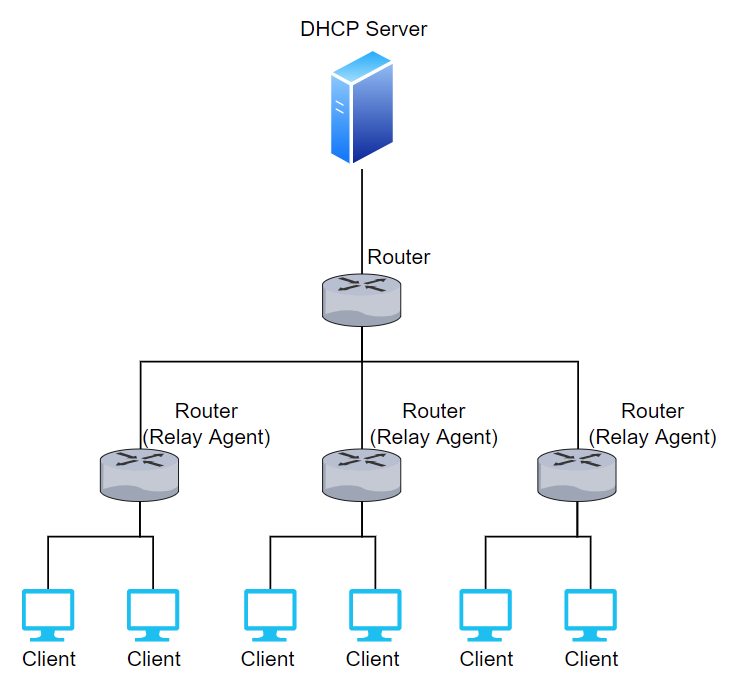 DHCP Server
Router
Router
(Relay Agent)
Router
(Relay Agent)
Router
(Relay Agent)
Client
Client
Client
Client
Client
Client